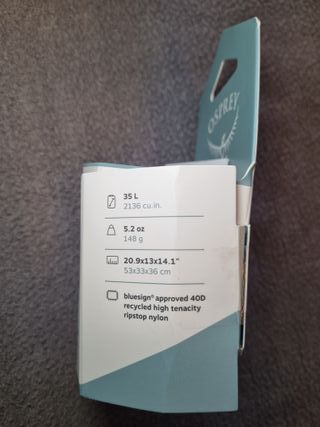 OSPREY
35 L
2136 cu.in.
5.2 oz
148 g
20.9x13x14.1"
53x33x36 cm
bluesign® approved 40D
recycled high tenacity
ripstop nylon